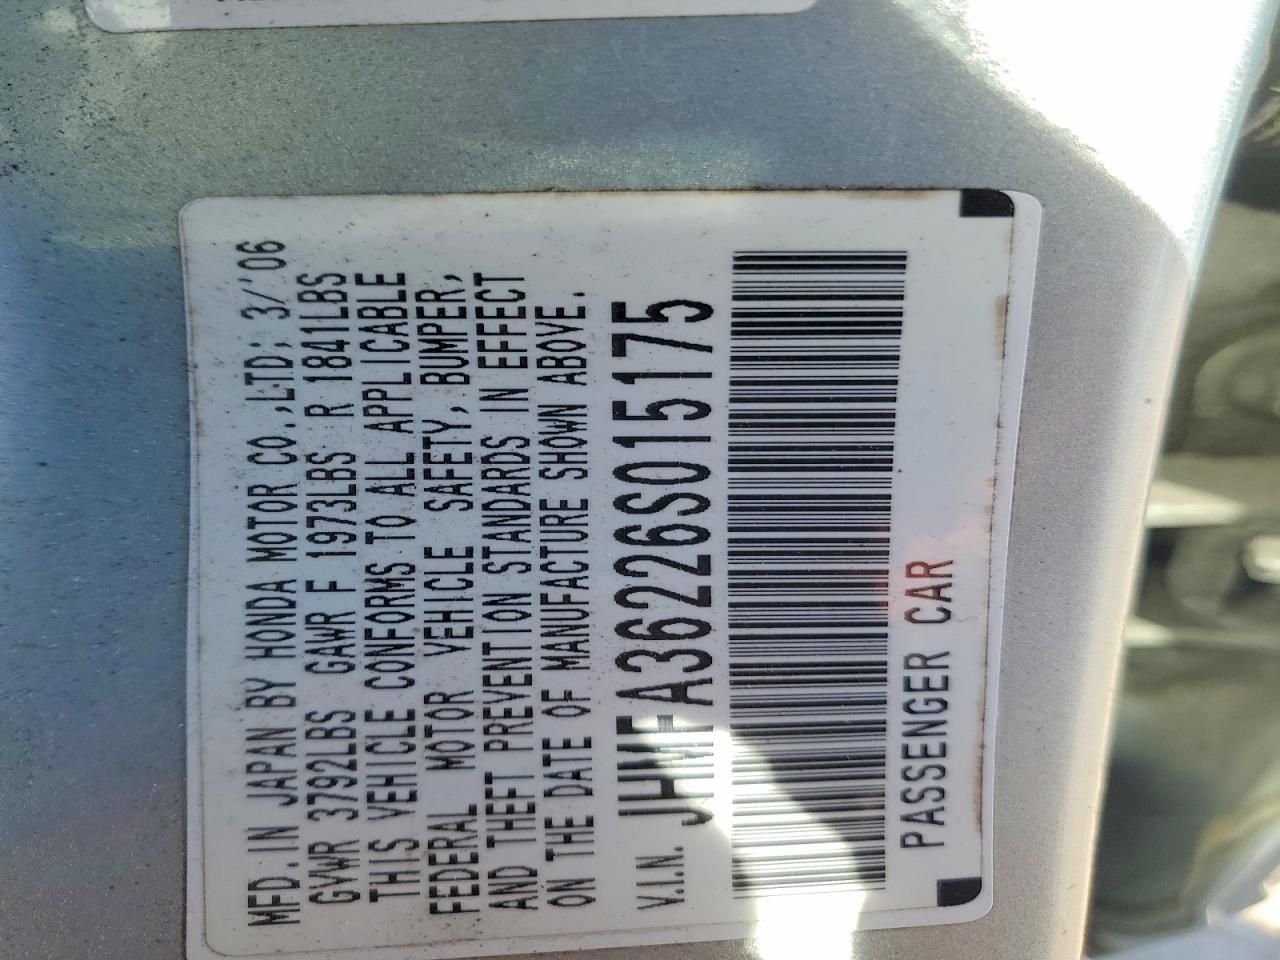 MFD. IN JAPAN BY HONDA MOTOR CO.,LTD; 3/'06
GVWR 3792LBS GAWR F 1973LBS R 1841LBS
THIS VEHICLE CONFORMS TO ALL APPLICABLE
FEDERAL MOTOR VEHICLE SAFETY, BUMPER,
AND THEFT PREVENTION STANDARDS IN EFFECT
ON THE DATE OF MANUFACTURE SHOWN ABOVE.
V.I.N. JHMFA36226S015175
PASSENGER CAR